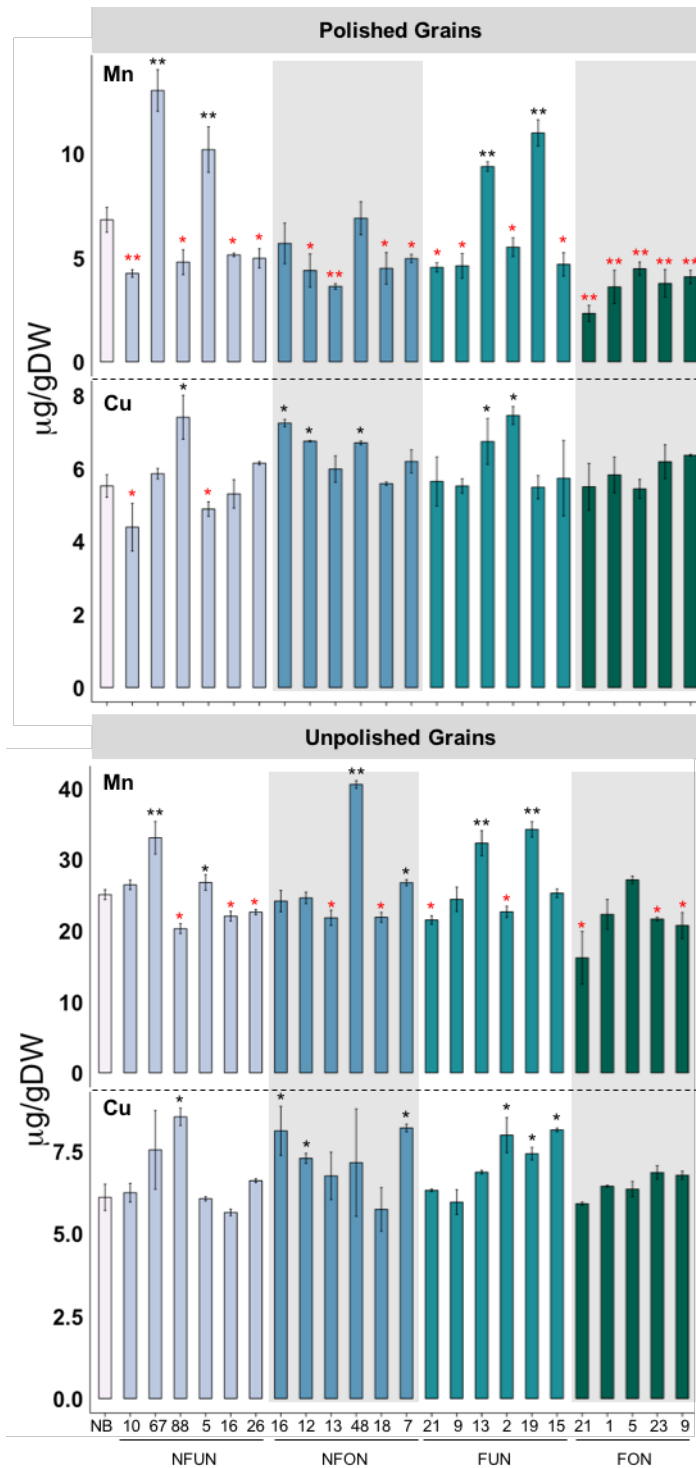 Polished Grains
Mn
** ** ** **
* * * * * * * * *
** ** ** ** ** **
10
5
0
µg/gDW
Cu
* * * * * *
* *
8
6
4
2
0
Unpolished Grains
Mn
** ** ** **
* * * * * * * * * * * *
40
30
20
10
0
µg/gDW
Cu
* * * * * * *
7.5
5.0
2.5
0.0
NB 10 67 88 5 16 26 16 12 13 48 18 7 21 9 13 2 19 15 21 1 5 23 9
NFUN NFON FUN FON